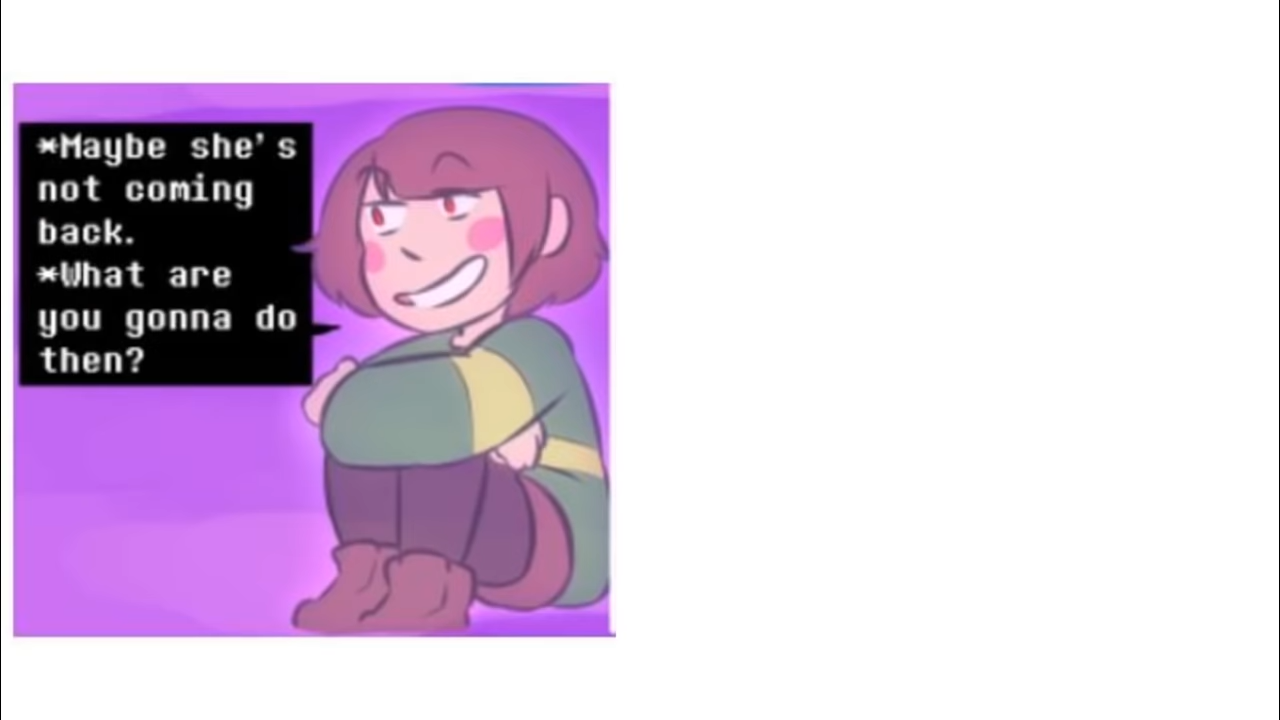 *Maybe she's
not coming
back.
*What are
you gonna do
then?